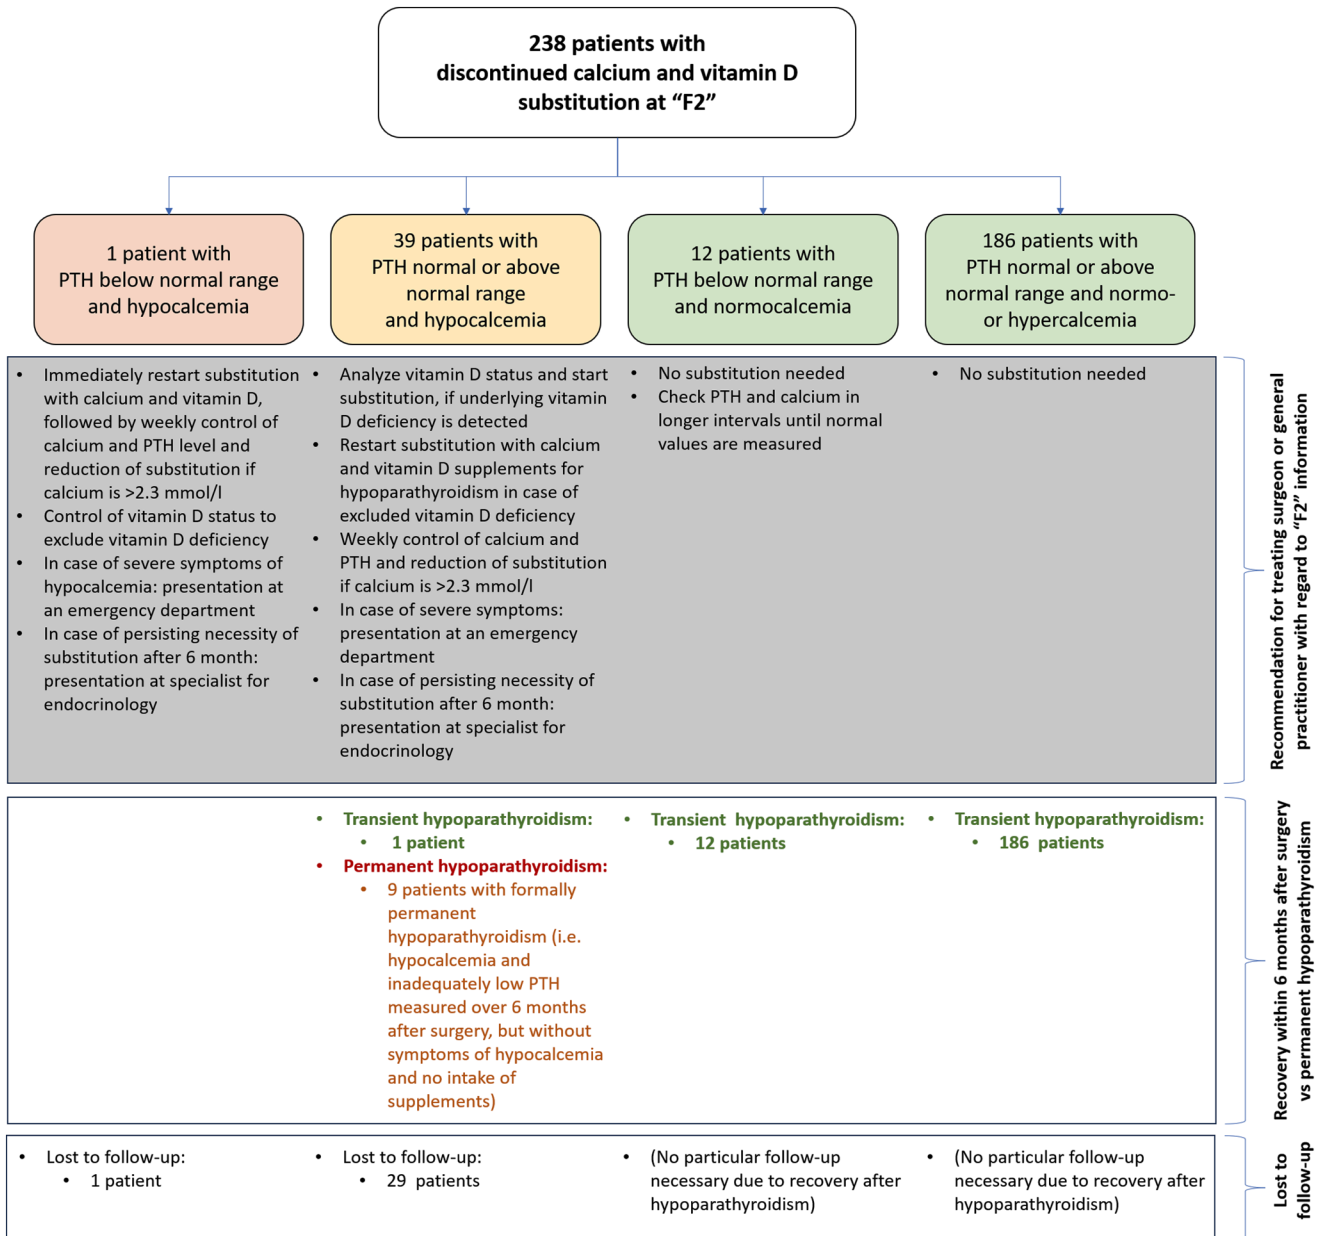 238 patients with
discontinued calcium and vitamin D
substitution at “F2”
1 patient with
PTH below normal range
and hypocalcemia
39 patients with
PTH normal or above
normal range
and hypocalcemia
12 patients with
PTH below normal range
and normocalcemia
186 patients with
PTH normal or above
normal range and normo-
or hypercalcemia
• Immediately restart substitution
with calcium and vitamin D,
followed by weekly control of
calcium and PTH level and
reduction of substitution if
calcium is >2.3 mmol/l
• Control of vitamin D status to
exclude vitamin D deficiency
• In case of severe symptoms of
hypocalcemia: presentation at
an emergency department
• In case of persisting necessity of
substitution after 6 month:
presentation at specialist for
endocrinology
• Analyze vitamin D status and start
substitution, if underlying vitamin
D deficiency is detected
• Restart substitution with calcium
and vitamin D supplements for
hypoparathyroidism in case of
excluded vitamin D deficiency
• Weekly control of calcium and
PTH and reduction of substitution
if calcium is >2.3 mmol/l
• In case of severe symptoms:
presentation at an emergency
department
• In case of persisting necessity of
substitution after 6 month:
presentation at specialist for
endocrinology
• No substitution needed
• Check PTH and calcium in
longer intervals until normal
values are measured
• No substitution needed
Recommendation for treating surgeon or general
practitioner with regard to “F2” information
• Transient hypoparathyroidism:
• 1 patient
• Permanent hypoparathyroidism:
• 9 patients with formally
permanent
hypoparathyroidism (i.e.
hypocalcemia and
inadequately low PTH
measured over 6 months
after surgery, but without
symptoms of hypocalcemia
and no intake of
supplements)
• Transient hypoparathyroidism:
• 12 patients
• Transient hypoparathyroidism:
• 186 patients
Recovery within 6 months after surgery
vs permanent hypoparathyroidism
• Lost to follow-up:
• 1 patient
• Lost to follow-up:
• 29 patients
• (No particular follow-up
necessary due to recovery after
hypoparathyroidism)
• (No particular follow-up
necessary due to recovery after
hypoparathyroidism)
Lost to
follow-up